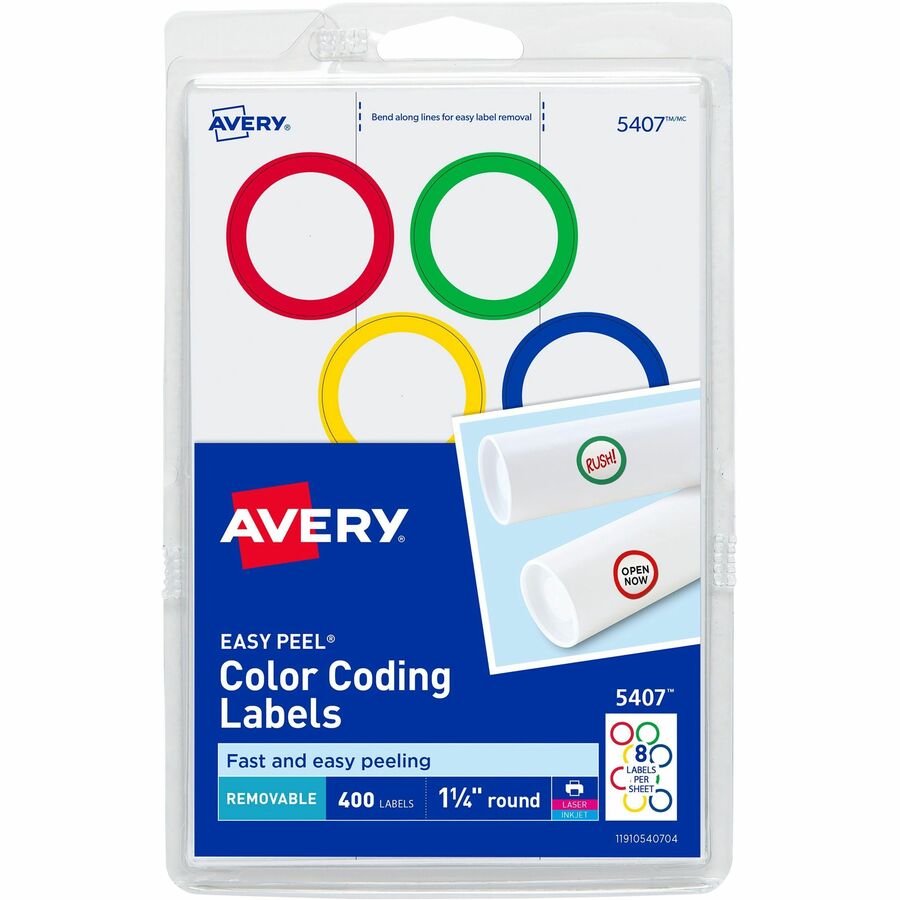 AVERY®
Bend along lines for easy label removal
5407™/MC
RUSH!
OPEN
NOW
AVERY®
EASY PEEL®
Color Coding
Labels
Fast and easy peeling
REMOVABLE
400 LABELS
1¼" round
LASER
INKJET
5407™
8
LABELS
PER
SHEET
11910540704